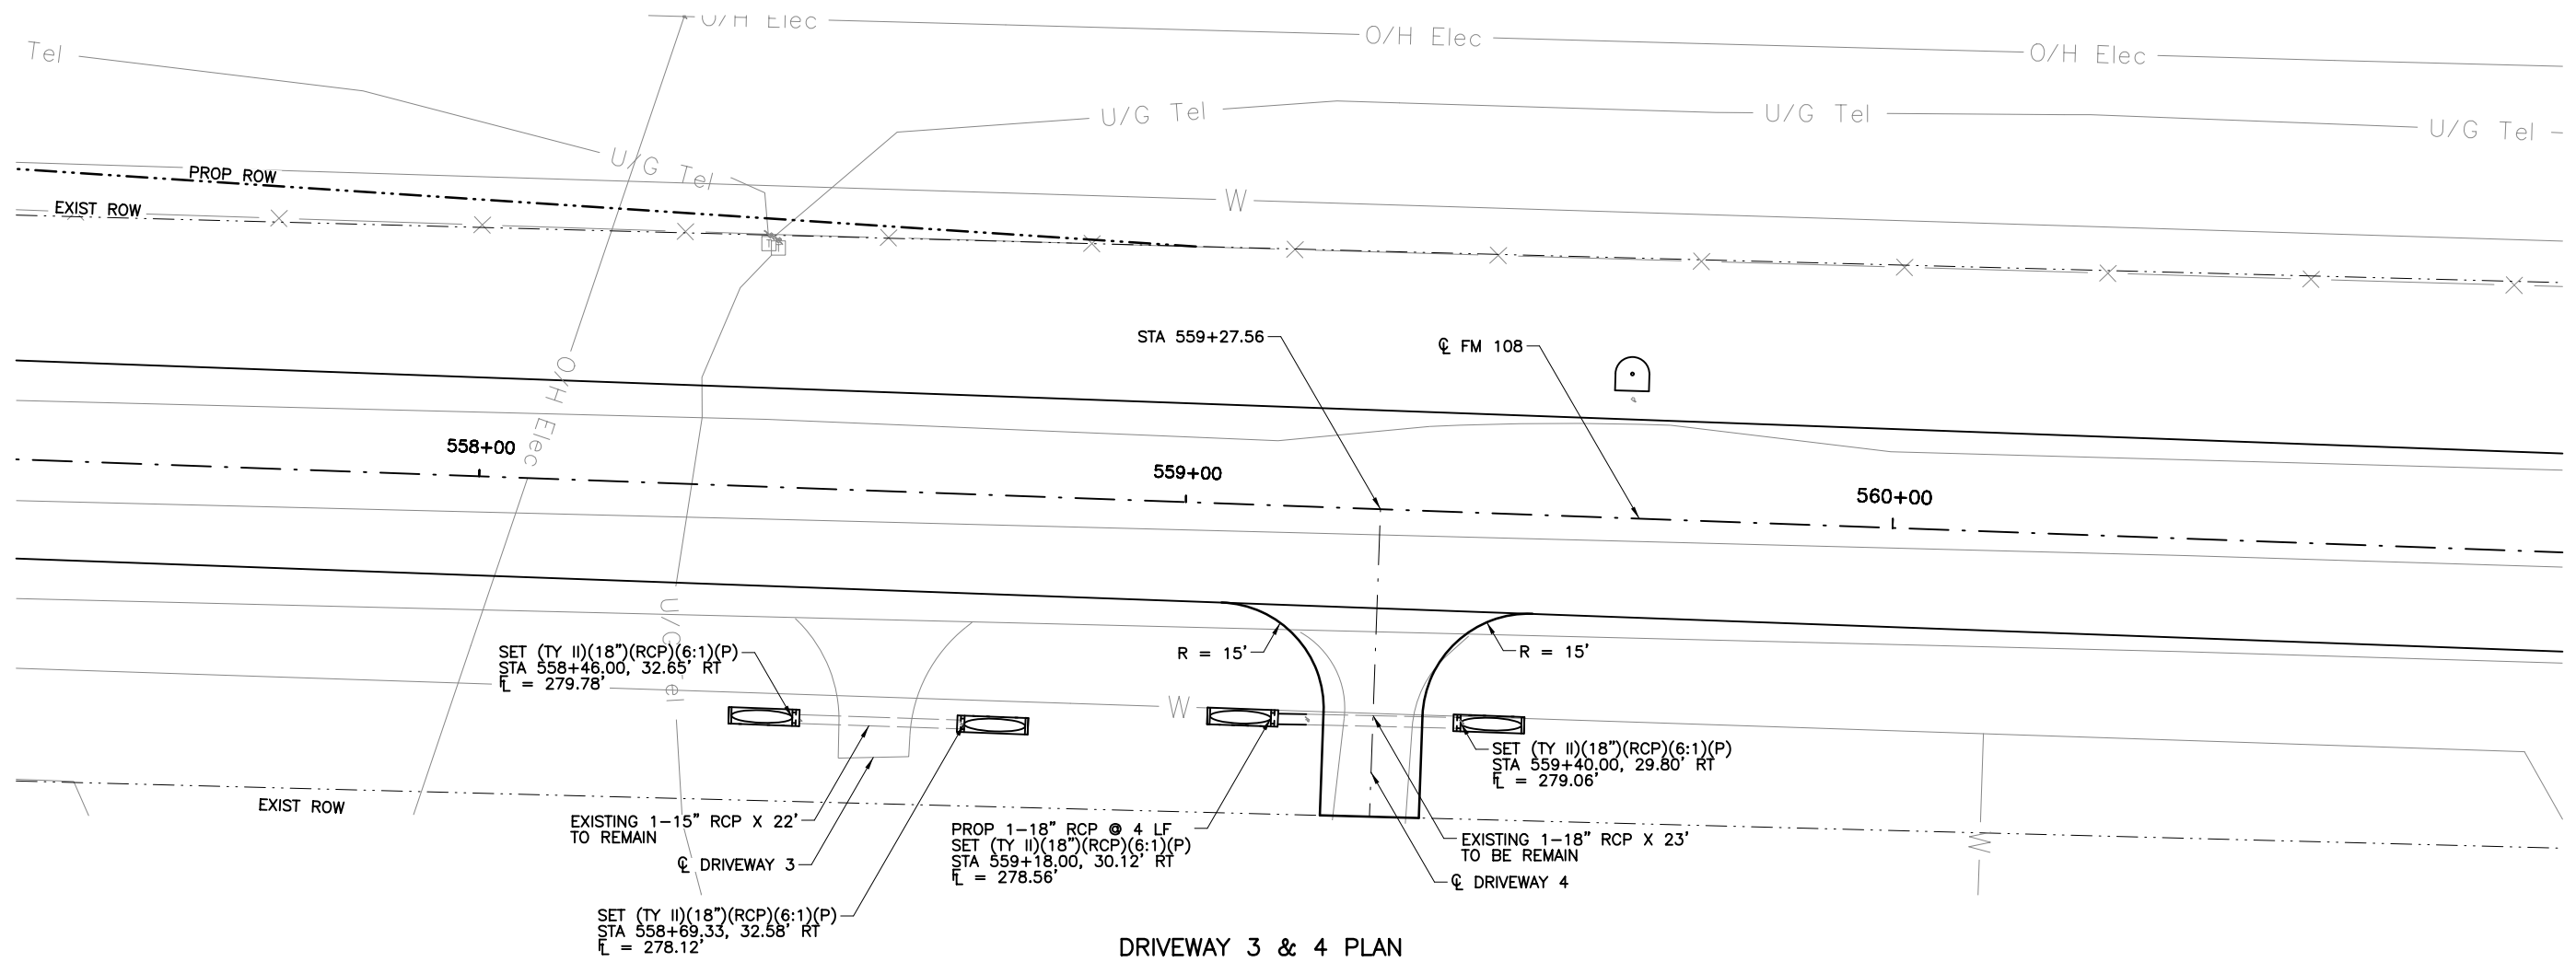 O/H Elec
O/H Elec
O/H Elec
Tel
U/G Tel
U/G Tel
U/G Tel
U/G Tel
PROP ROW
EXIST ROW
W
STA 559+27.56
℄ FM 108
O/H Elec
558+00
559+00
560+00
U/G Tel
SET (TY II)(18")(RCP)(6:1)(P)
STA 558+46.00, 32.65' RT
FL = 279.78'
R = 15'
R = 15'
W
SET (TY II)(18")(RCP)(6:1)(P)
STA 559+40.00, 29.80' RT
FL = 279.06'
EXIST ROW
EXISTING 1-15" RCP X 22'
TO REMAIN
℄ DRIVEWAY 3
PROP 1-18" RCP @ 4 LF
SET (TY II)(18")(RCP)(6:1)(P)
STA 559+18.00, 30.12' RT
FL = 278.56'
EXISTING 1-18" RCP X 23'
TO BE REMAIN
℄ DRIVEWAY 4
W
SET (TY II)(18")(RCP)(6:1)(P)
STA 558+69.33, 32.58' RT
FL = 278.12'
DRIVEWAY 3 & 4 PLAN